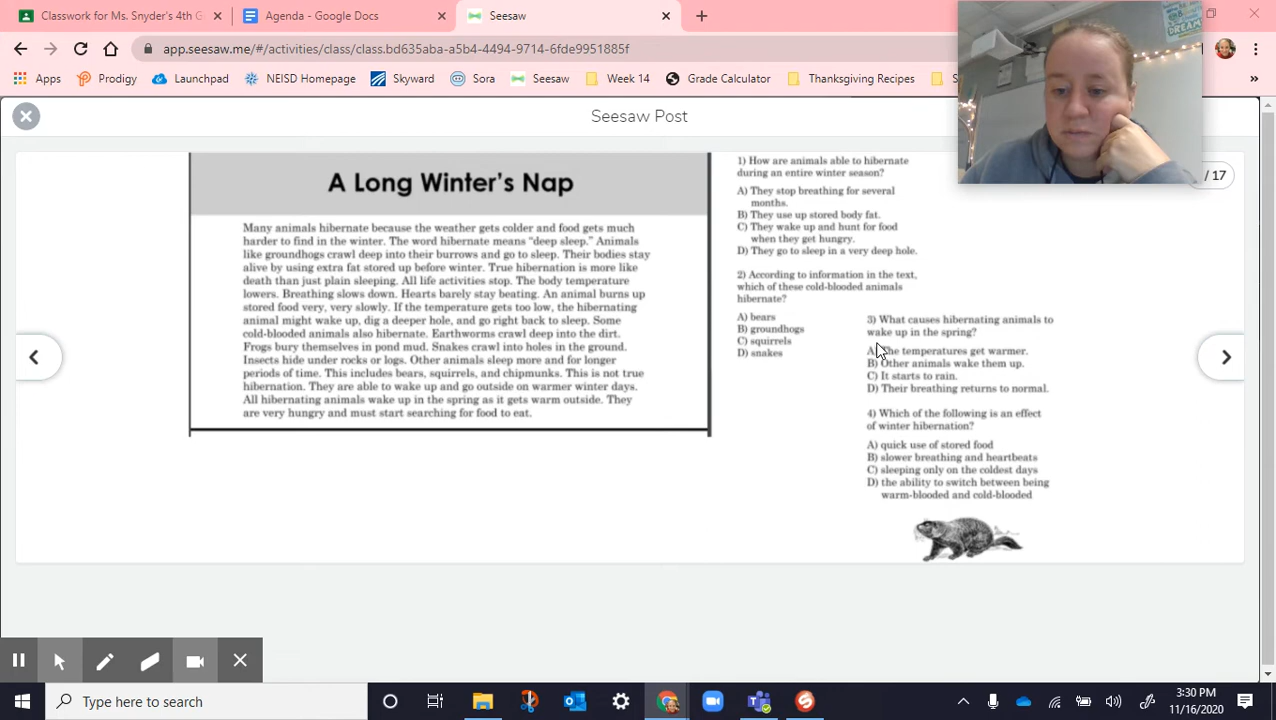 Classwork for Ms. Snyder's 4th G
Agenda - Google Docs
Seesaw
app.seesaw.me/#/activities/class/class.bd635aba-a5b4-4494-9714-6fde9951885f
Apps
Prodigy
Launchpad
NEISD Homepage
Skyward
Sora
Seesaw
Week 14
Grade Calculator
Thanksgiving Recipes
S
»
DREAM
Seesaw Post
/ 17
A Long Winter's Nap
Many animals hibernate because the weather gets colder and food gets much
harder to find in the winter. The word hibernate means “deep sleep.” Animals
like groundhogs crawl deep into their burrows and go to sleep. Their bodies stay
alive by using extra fat stored up before winter. True hibernation is more like
death than just plain sleeping. All life activities stop. The body temperature
lowers. Breathing slows down. Hearts barely stay beating. An animal burns up
stored food very, very slowly. If the temperature gets too low, the hibernating
animal might wake up, dig a deeper hole, and go right back to sleep. Some
cold-blooded animals also hibernate. Earthworms crawl deep into the dirt.
Frogs bury themselves in pond mud. Snakes crawl into holes in the ground.
Insects hide under rocks or logs. Other animals sleep more and for longer
periods of time. This includes bears, squirrels, and chipmunks. This is not true
hibernation. They are able to wake up and go outside on warmer winter days.
All hibernating animals wake up in the spring as it gets warm outside. They
are very hungry and must start searching for food to eat.
1) How are animals able to hibernate
during an entire winter season?
A) They stop breathing for several
months.
B) They use up stored body fat.
C) They wake up and hunt for food
when they get hungry.
D) They go to sleep in a very deep hole.
2) According to information in the text,
which of these cold-blooded animals
hibernate?
A) bears
B) groundhogs
C) squirrels
D) snakes
3) What causes hibernating animals to
wake up in the spring?
A) The temperatures get warmer.
B) Other animals wake them up.
C) It starts to rain.
D) Their breathing returns to normal.
4) Which of the following is an effect
of winter hibernation?
A) quick use of stored food
B) slower breathing and heartbeats
C) sleeping only on the coldest days
D) the ability to switch between being
warm-blooded and cold-blooded
Type here to search
3:30 PM
11/16/2020